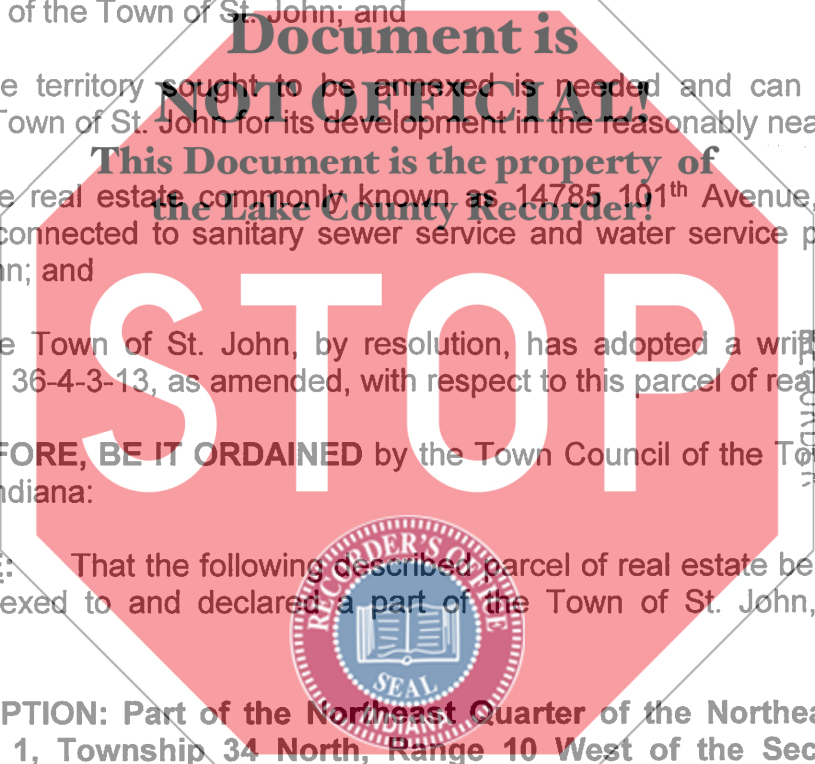 of the Town of St. John; and
Document is
e territory sought to be annexed is needed and can
NOT OFFICIAL!
Town of St. John for its development in the reasonably nea
This Document is the property of
e real estate commonly known as 14785 101th Avenue,
the Lake County Recorder!
connected to sanitary sewer service and water service p
hn; and
STOP
e Town of St. John, by resolution, has adopted a writ
36-4-3-13, as amended, with respect to this parcel of real
RECORDER
FORE, BE IT ORDAINED by the Town Council of the To
ndiana:
E: That the following described parcel of real estate be
exed to and declared a part of the Town of St. John,
RECORDER'S OFFICE
SEAL
INDIANA
PTION: Part of the Northeast Quarter of the Northea
1, Township 34 North, Range 10 West of the Sec